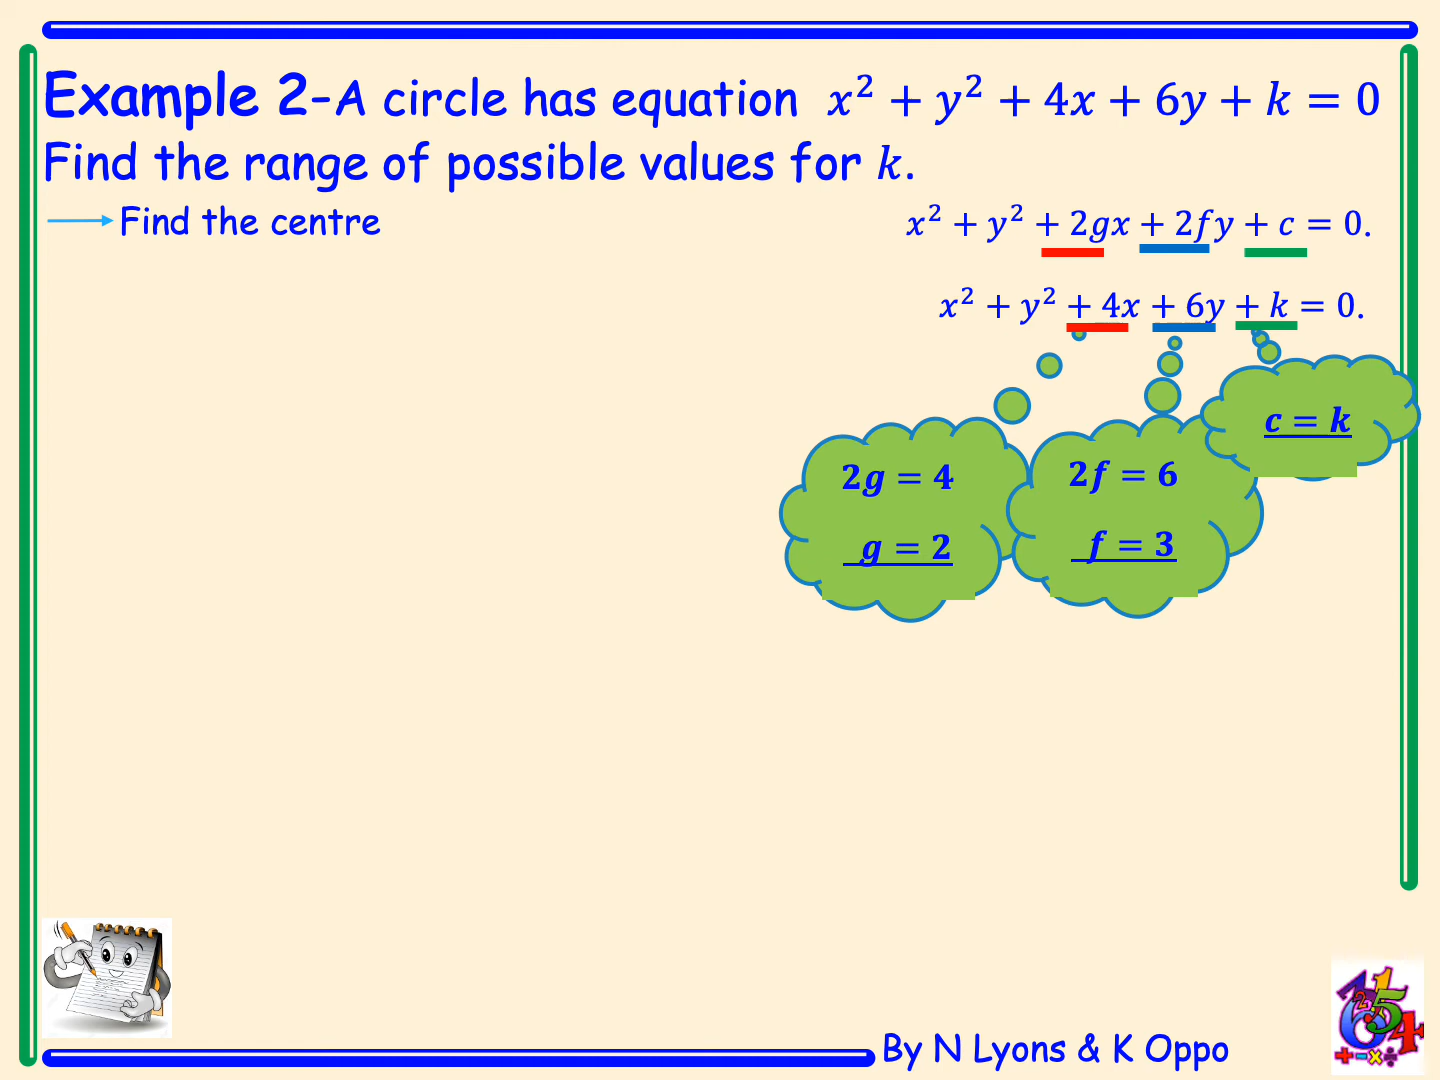 Example 2-A circle has equation x² + y² + 4x + 6y + k = 0
Find the range of possible values for k.
Find the centre
x² + y² + 2gx + 2fy + c = 0.
x² + y² + 4x + 6y + k = 0.
c = k
2g = 4
g = 2
2f = 6
f = 3
By N Lyons & K Oppo